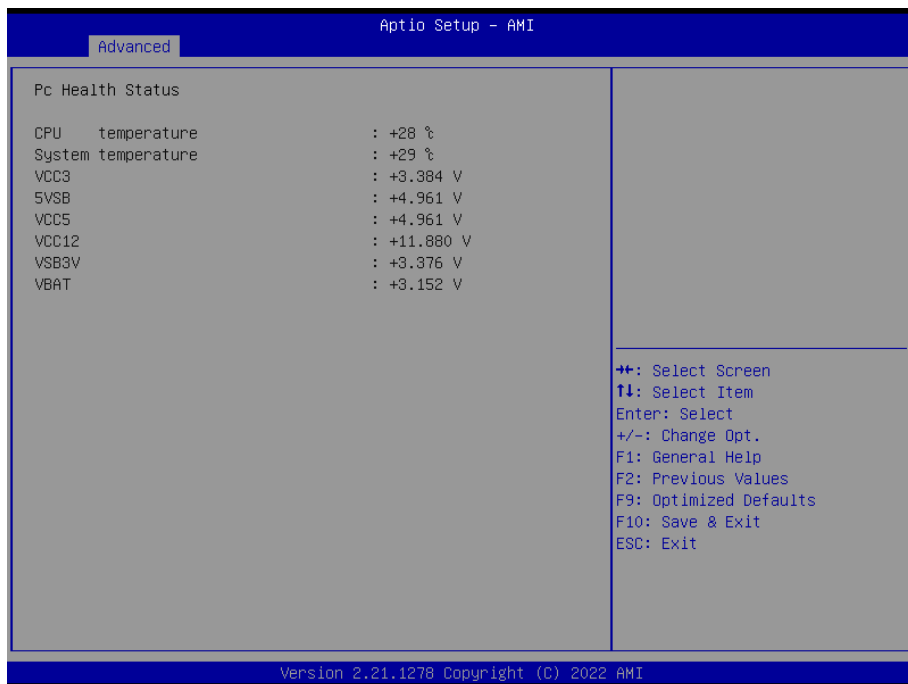 Aptio Setup – AMI
Advanced
Pc Health Status
CPU temperature : +28 ℃
System temperature : +29 ℃
VCC3 : +3.384 V
5VSB : +4.961 V
VCC5 : +4.961 V
VCC12 : +11.880 V
VSB3V : +3.376 V
VBAT : +3.152 V
→←: Select Screen
↑↓: Select Item
Enter: Select
+/-: Change Opt.
F1: General Help
F2: Previous Values
F9: Optimized Defaults
F10: Save & Exit
ESC: Exit
Version 2.21.1278 Copyright (C) 2022 AMI